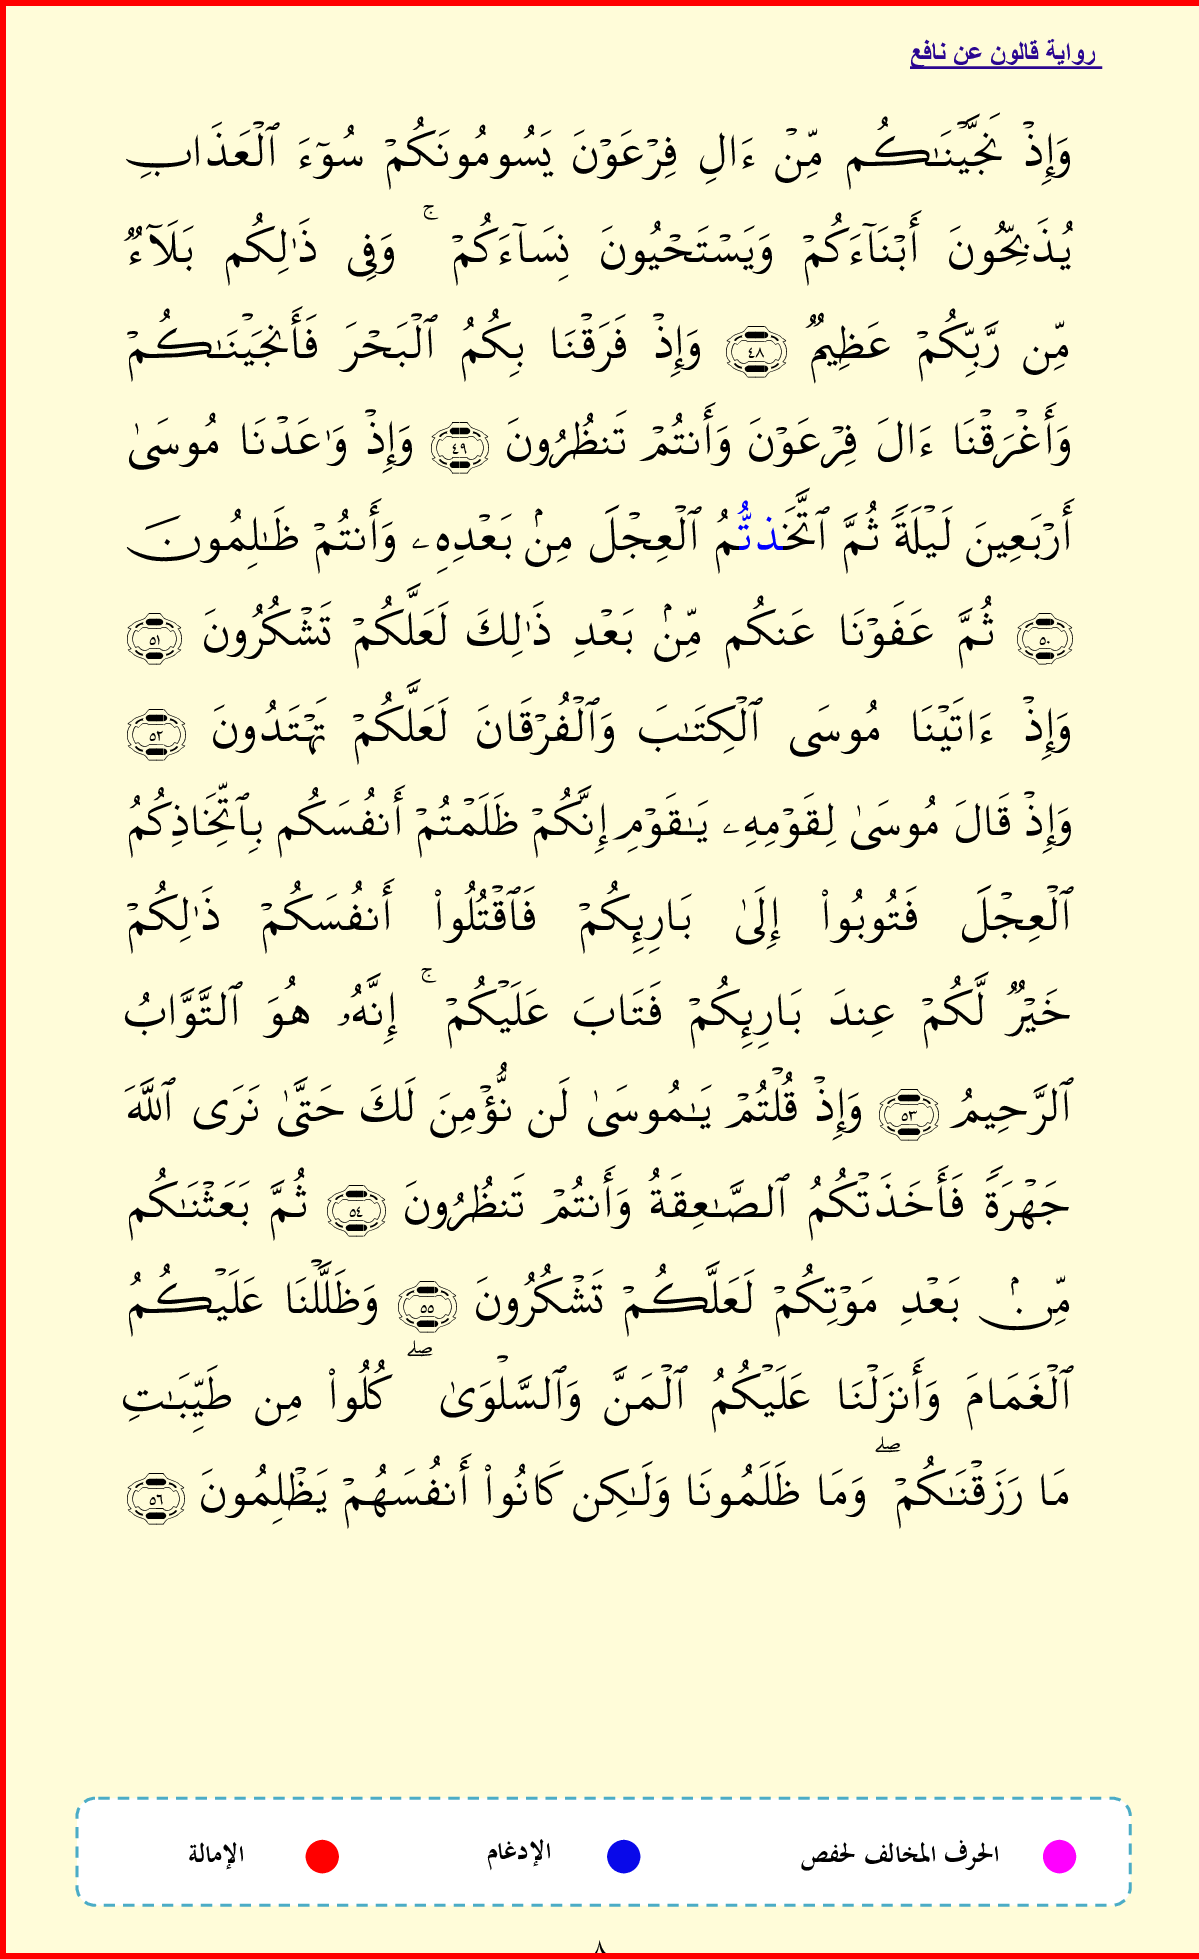 رواية قالون عن نافع
وَإِذْ نَجَّيْنَٰكُم مِّنْ ءَالِ فِرْعَوْنَ يَسُومُونَكُمْ سُوٓءَ ٱلْعَذَابِ
يُذَبِّحُونَ أَبْنَآءَكُمْ وَيَسْتَحْيُونَ نِسَآءَكُمْ ۚ وَفِى ذَٰلِكُم بَلَآءٌ
مِّن رَّبِّكُمْ عَظِيمٌ ٤٨ وَإِذْ فَرَقْنَا بِكُمُ ٱلْبَحْرَ فَأَنجَيْنَٰكُمْ
وَأَغْرَقْنَا ءَالَ فِرْعَوْنَ وَأَنتُمْ تَنظُرُونَ ٤٩ وَإِذْ وَٰعَدْنَا مُوسَىٰ
أَرْبَعِينَ لَيْلَةً ثُمَّ ٱتَّخَذتُّمُ ٱلْعِجْلَ مِنۢ بَعْدِهِۦ وَأَنتُمْ ظَٰلِمُونَ
٥٠ ثُمَّ عَفَوْنَا عَنكُم مِّنۢ بَعْدِ ذَٰلِكَ لَعَلَّكُمْ تَشْكُرُونَ ٥١
وَإِذْ ءَاتَيْنَا مُوسَى ٱلْكِتَٰبَ وَٱلْفُرْقَانَ لَعَلَّكُمْ تَهْتَدُونَ ٥٢
وَإِذْ قَالَ مُوسَىٰ لِقَوْمِهِۦ يَٰقَوْمِ إِنَّكُمْ ظَلَمْتُمْ أَنفُسَكُم بِٱتِّخَاذِكُمُ
ٱلْعِجْلَ فَتُوبُوا۟ إِلَىٰ بَارِئِكُمْ فَٱقْتُلُوا۟ أَنفُسَكُمْ ذَٰلِكُمْ
خَيْرٌ لَّكُمْ عِندَ بَارِئِكُمْ فَتَابَ عَلَيْكُمْ ۚ إِنَّهُۥ هُوَ ٱلتَّوَّابُ
ٱلرَّحِيمُ ٥٣ وَإِذْ قُلْتُمْ يَٰمُوسَىٰ لَن نُّؤْمِنَ لَكَ حَتَّىٰ نَرَى ٱللَّهَ
جَهْرَةً فَأَخَذَتْكُمُ ٱلصَّٰعِقَةُ وَأَنتُمْ تَنظُرُونَ ٥٤ ثُمَّ بَعَثْنَٰكُم
مِّنۢ بَعْدِ مَوْتِكُمْ لَعَلَّكُمْ تَشْكُرُونَ ٥٥ وَظَلَّلْنَا عَلَيْكُمُ
ٱلْغَمَامَ وَأَنزَلْنَا عَلَيْكُمُ ٱلْمَنَّ وَٱلسَّلْوَىٰ ۖ كُلُوا۟ مِن طَيِّبَٰتِ
مَا رَزَقْنَٰكُمْ ۖ وَمَا ظَلَمُونَا وَلَٰكِن كَانُوا۟ أَنفُسَهُمْ يَظْلِمُونَ ٥٦
الحرف المخالف لحفص الإدغام الإمالة
٨